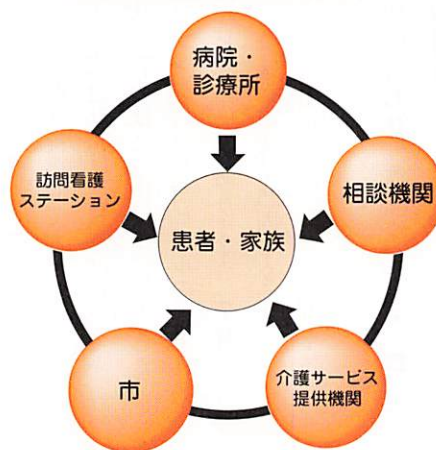 病院・
診療所
訪問看護
ステーション
相談機関
患者・家族
市
介護サービス
提供機関